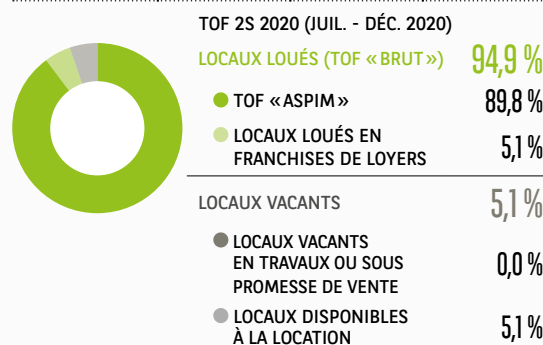 TOF 2S 2020 (JUIL. - DÉC. 2020)
LOCAUX LOUÉS (TOF « BRUT ») 94,9 %
TOF « ASPIM » 89,8 %
LOCAUX LOUÉS EN
FRANCHISES DE LOYERS 5,1 %
LOCAUX VACANTS 5,1 %
LOCAUX VACANTS
EN TRAVAUX OU SOUS 0,0 %
PROMESSE DE VENTE
LOCAUX DISPONIBLES
À LA LOCATION 5,1 %